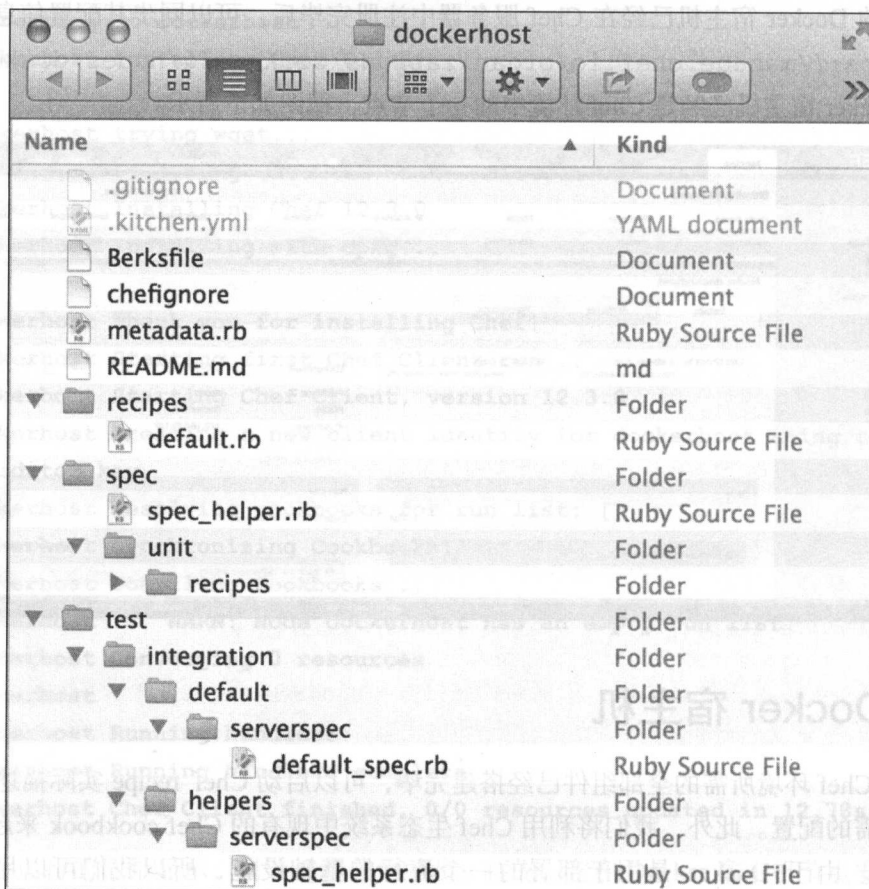 dockerhost
Name Kind
.gitignore Document
.kitchen.yml YAML document
Berksfile Document
chefignore Document
metadata.rb Ruby Source File
README.md md
recipes Folder
default.rb Ruby Source File
spec Folder
spec_helper.rb Ruby Source File
unit Folder
recipes Folder
test Folder
integration Folder
default Folder
serverspec Folder
default_spec.rb Ruby Source File
helpers Folder
serverspec Folder
spec_helper.rb Ruby Source File